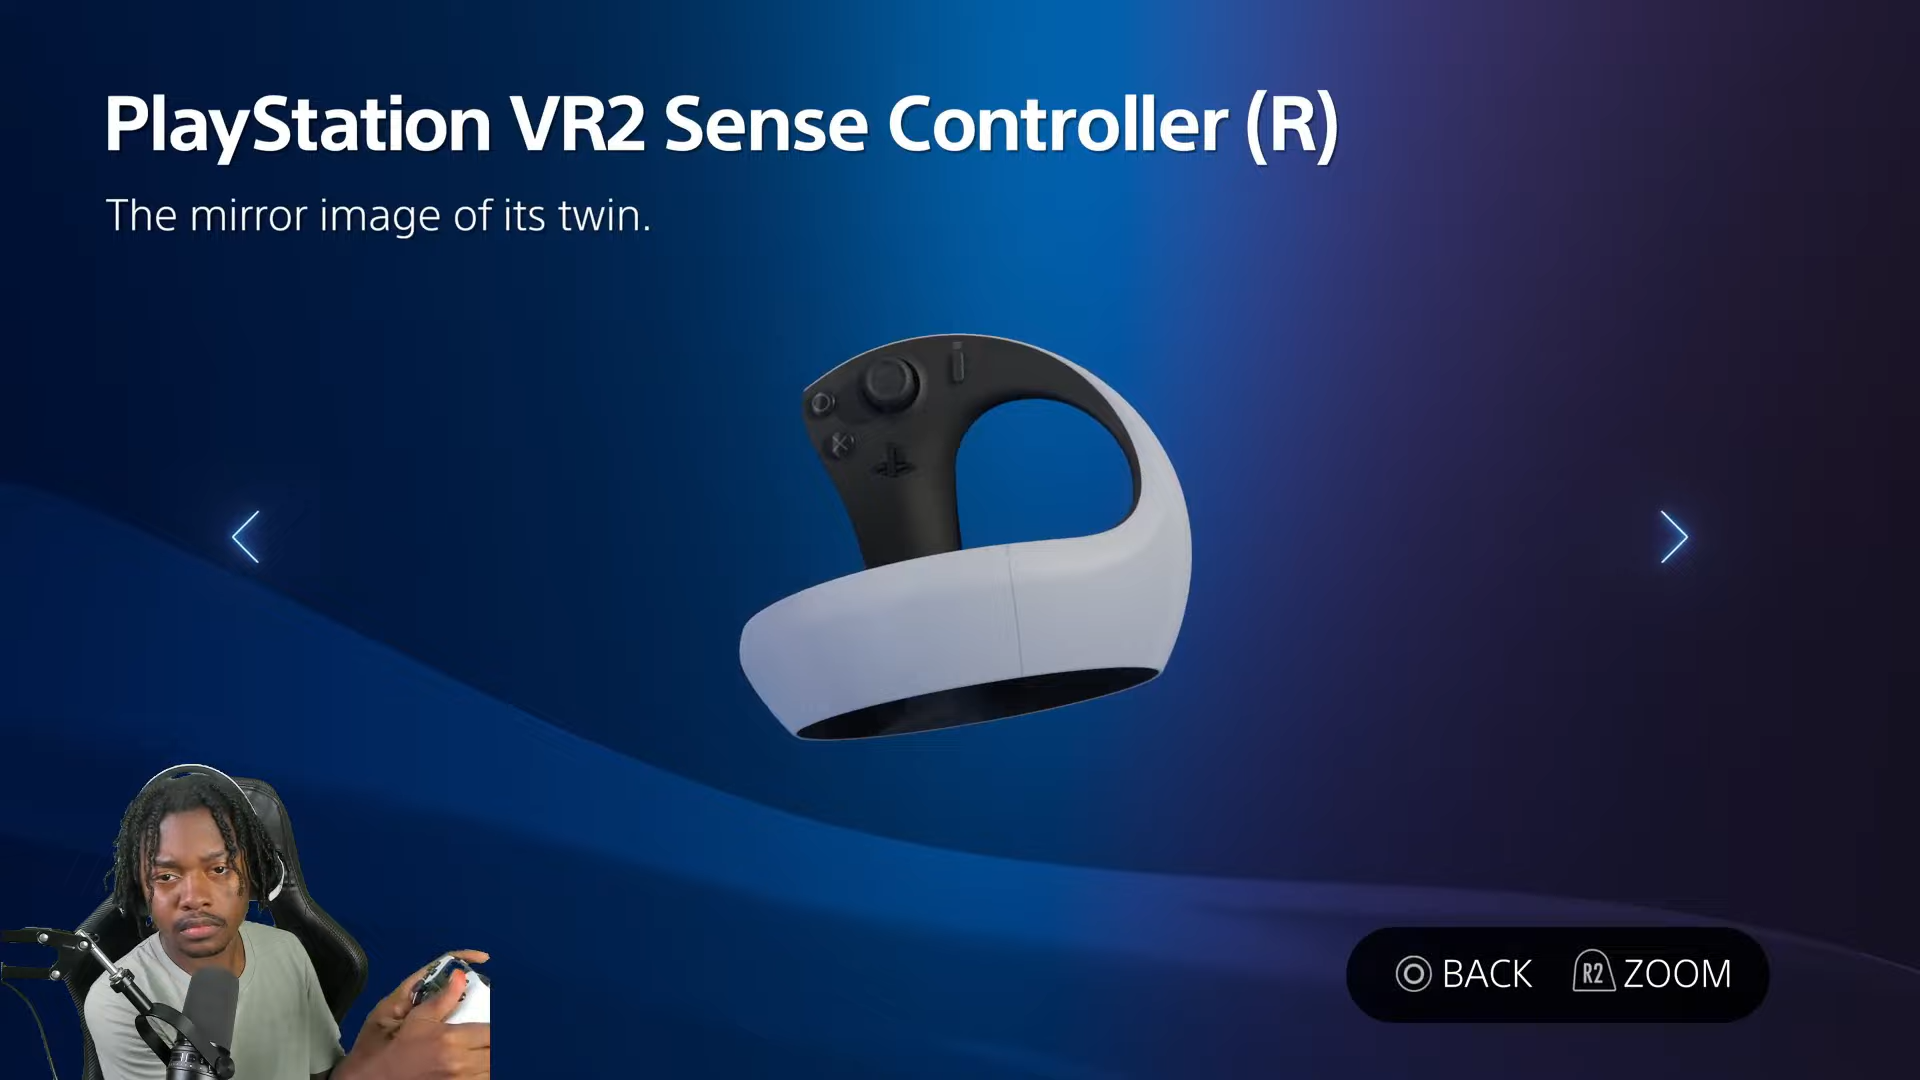 PlayStation VR2 Sense Controller (R)
The mirror image of its twin.
BACK R2 ZOOM